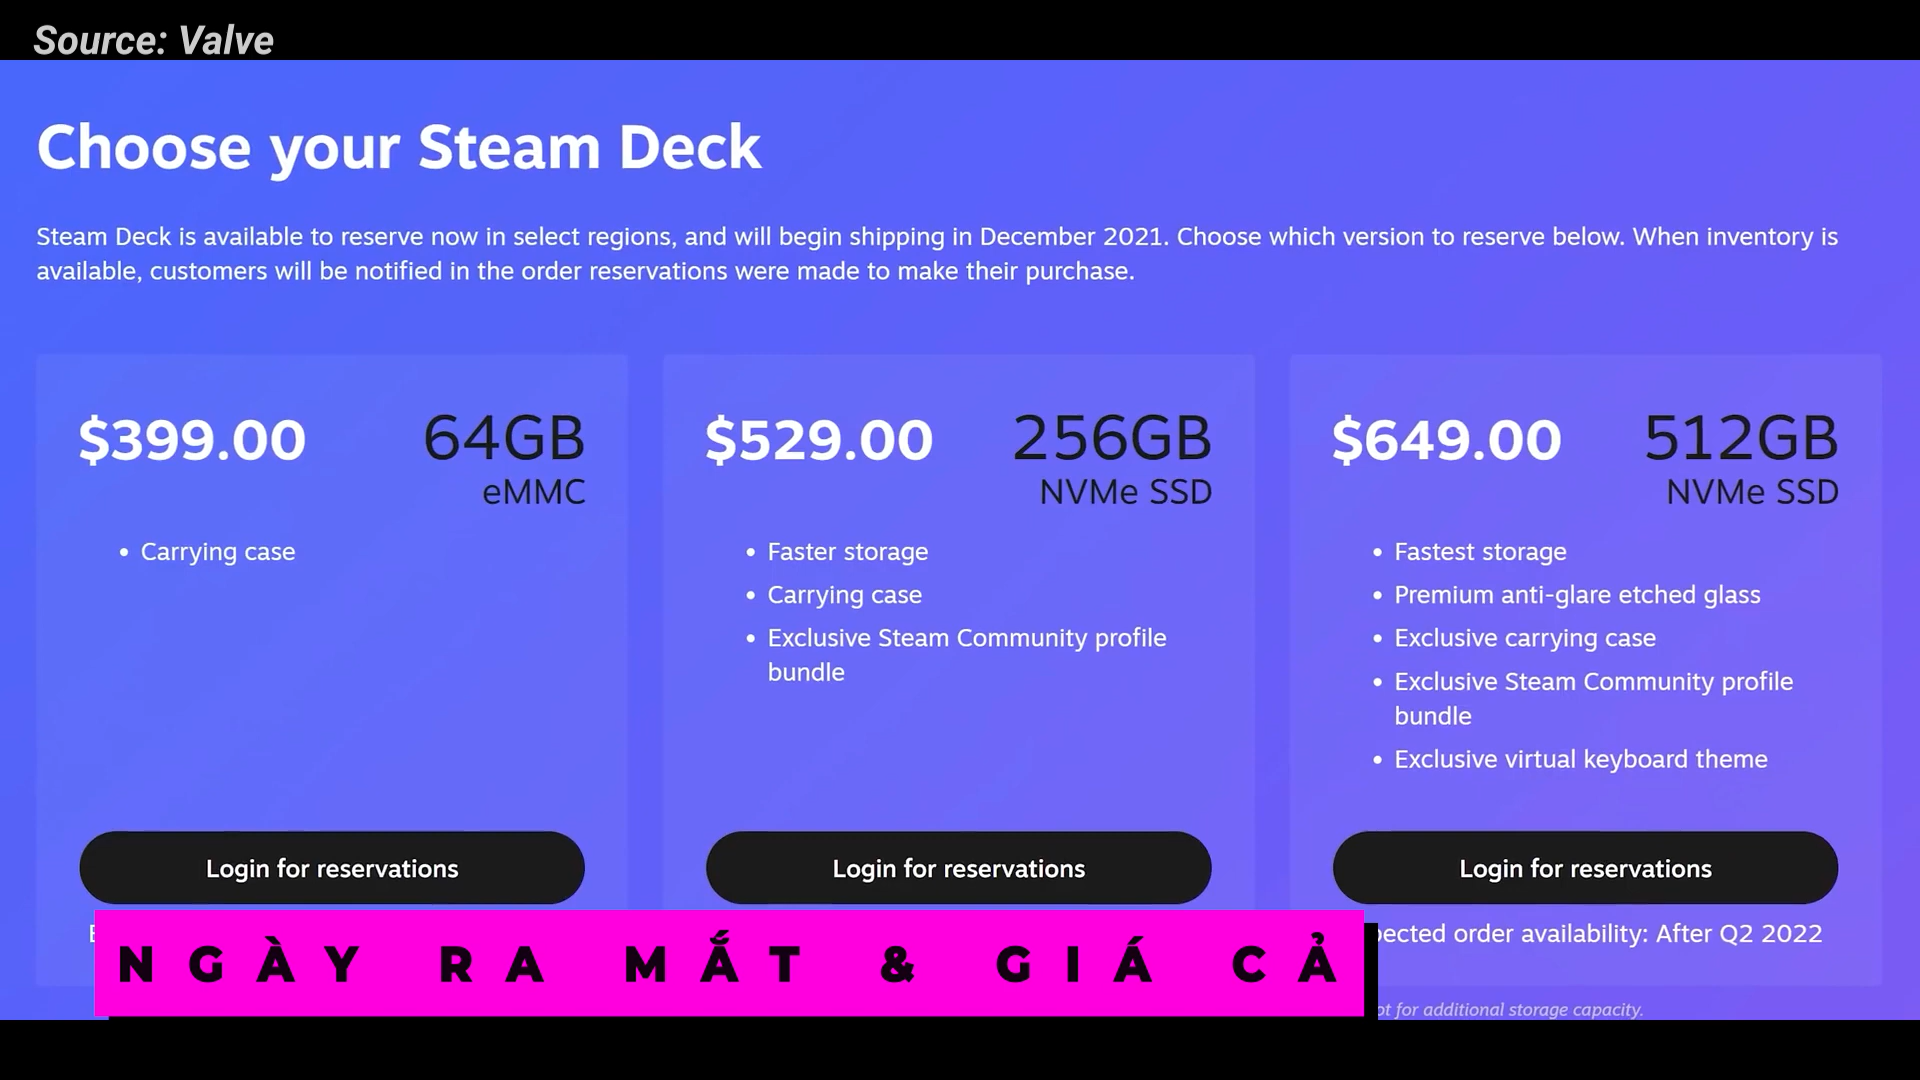 Source: Valve
Choose your Steam Deck
Steam Deck is available to reserve now in select regions, and will begin shipping in December 2021. Choose which version to reserve below. When inventory is
available, customers will be notified in the order reservations were made to make their purchase.
$399.00
64GB
eMMC
• Carrying case
Login for reservations
$529.00
256GB
NVMe SSD
• Faster storage
• Carrying case
• Exclusive Steam Community profile
bundle
Login for reservations
$649.00
512GB
NVMe SSD
• Fastest storage
• Premium anti-glare etched glass
• Exclusive carrying case
• Exclusive Steam Community profile
bundle
• Exclusive virtual keyboard theme
Login for reservations
order availability: After Q2 2022
NGÀY RA MẮT & GIÁ CẢ
for additional storage capacity.